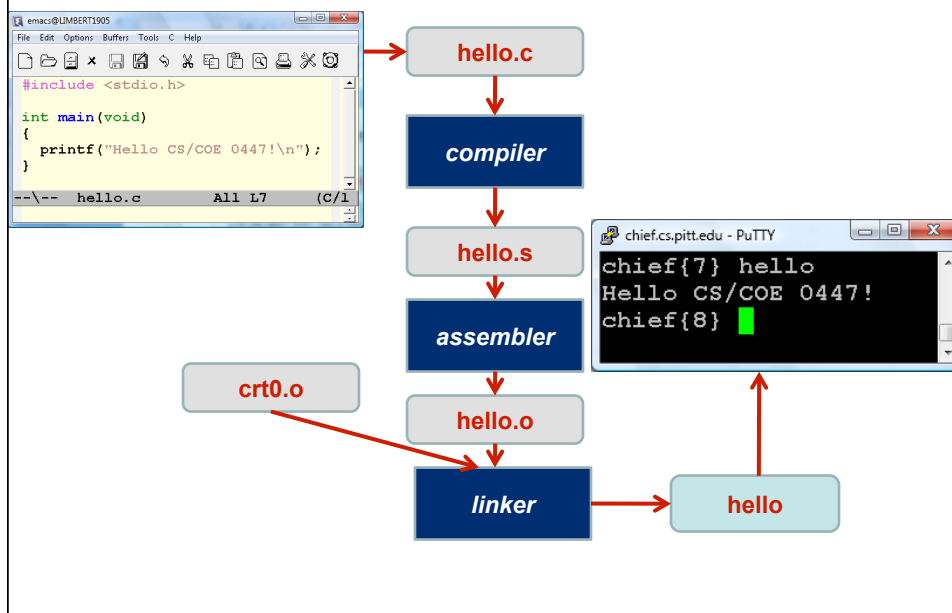 emacs@LIMBERT1905
File Edit Options Buffers Tools C Help
#include <stdio.h>
int main(void)
{
printf("Hello CS/COE 0447!\n");
}
--\-- hello.c All L7 (C/l
hello.c
compiler
hello.s
assembler
crt0.o
hello.o
linker
hello
chief.cs.pitt.edu - PuTTY
chief{7} hello
Hello CS/COE 0447!
chief{8}